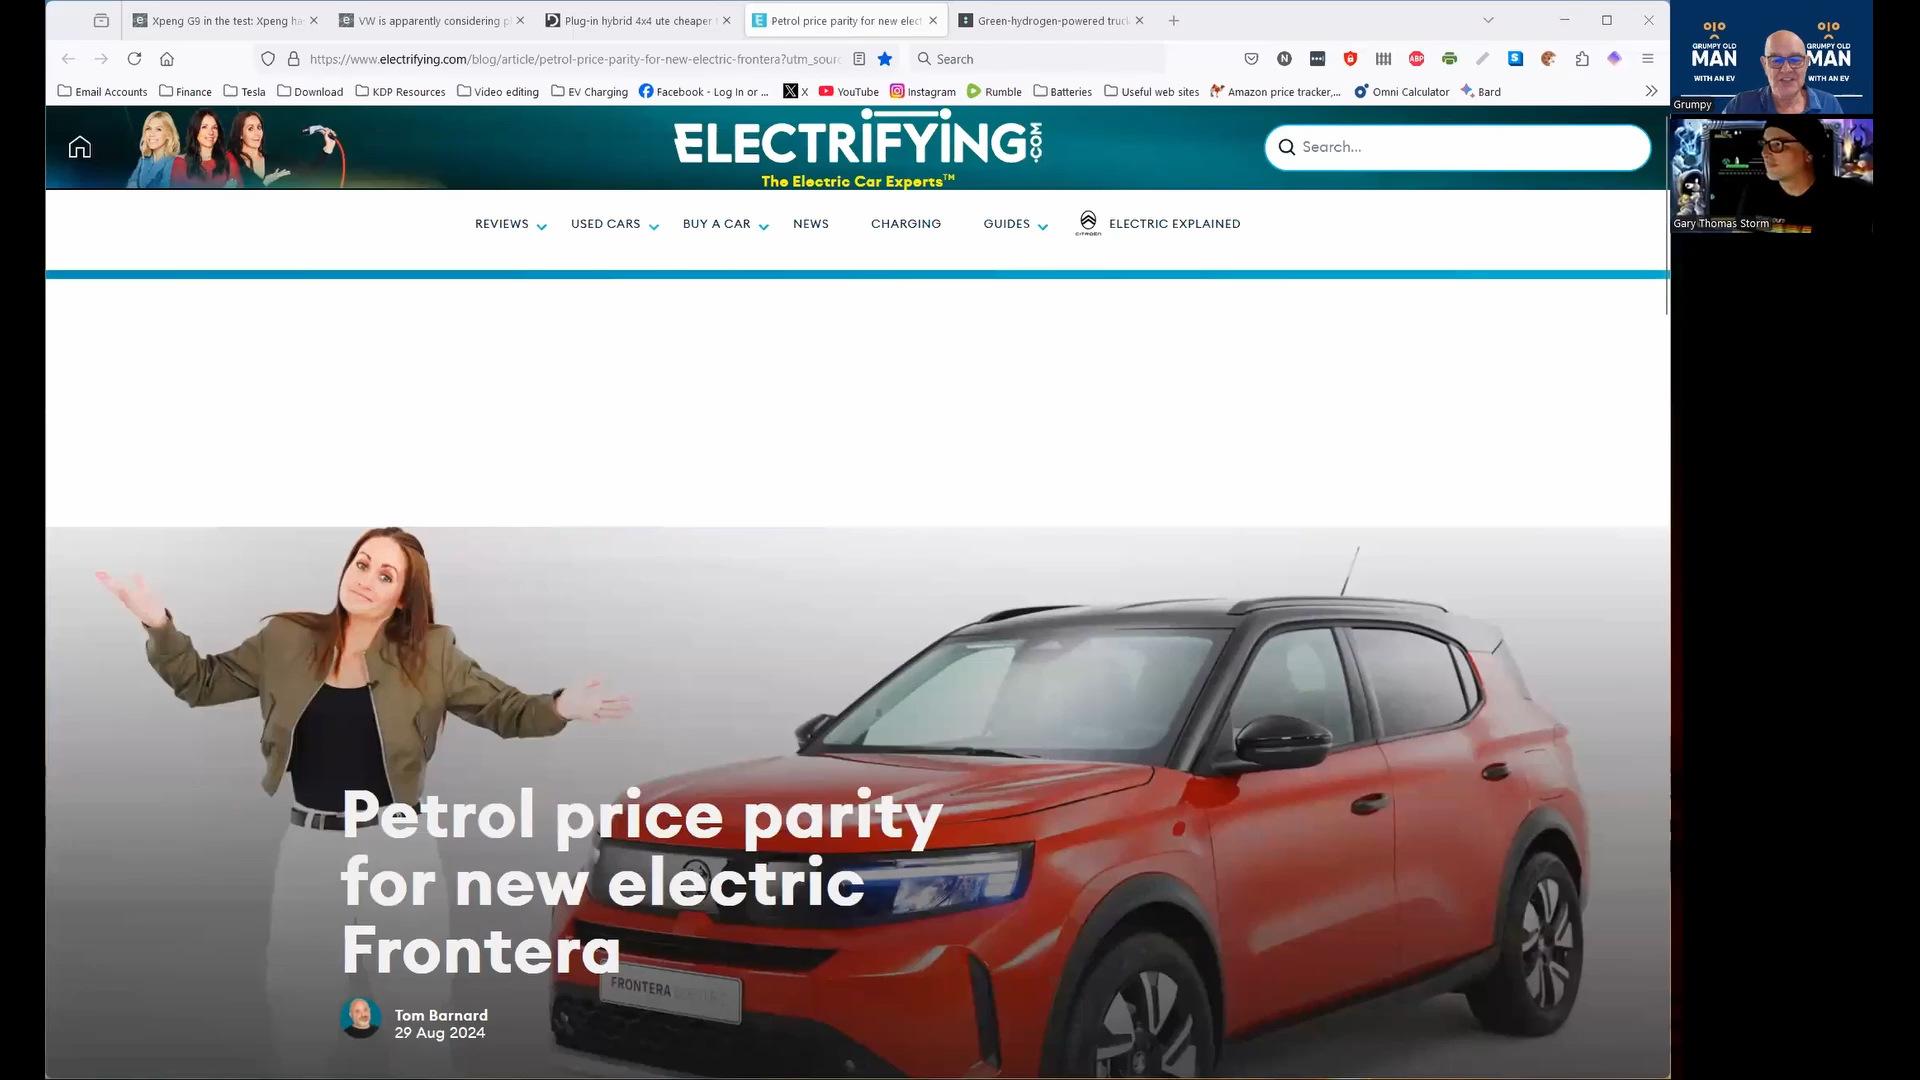 Xpeng G9 in the test: Xpeng ha
VW is apparently considering pl
Plug-in hybrid 4x4 ute cheaper t
Petrol price parity for new elect
Green-hydrogen-powered truc
https://www.electrifying.com/blog/article/petrol-price-parity-for-new-electric-frontera?utm_sourc
Search
Email Accounts
Finance
Tesla
Download
KDP Resources
Video editing
EV Charging
Facebook - Log In or ...
X
YouTube
Instagram
Rumble
Batteries
Useful web sites
Amazon price tracker,...
Omni Calculator
Bard
ELECTRIFYING.COM
The Electric Car Experts™
Search...
REVIEWS
USED CARS
BUY A CAR
NEWS
CHARGING
GUIDES
CITROËN
ELECTRIC EXPLAINED
Petrol price parity
for new electric
Frontera
FRONTERA
Tom Barnard
29 Aug 2024
GRUMPY OLD
MAN
WITH AN EV
GRUMPY OLD
MAN
WITH AN EV
Grumpy
Gary Thomas Storm